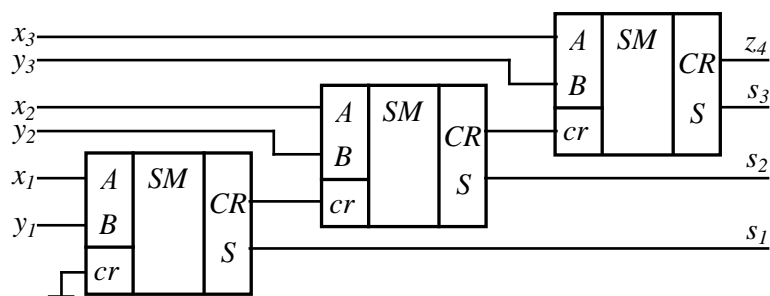 x3 A SM CR z4
y3 B S s3
cr
x2 A SM CR
y2 B S s2
cr
x1 A SM CR
y1 B S s1
cr